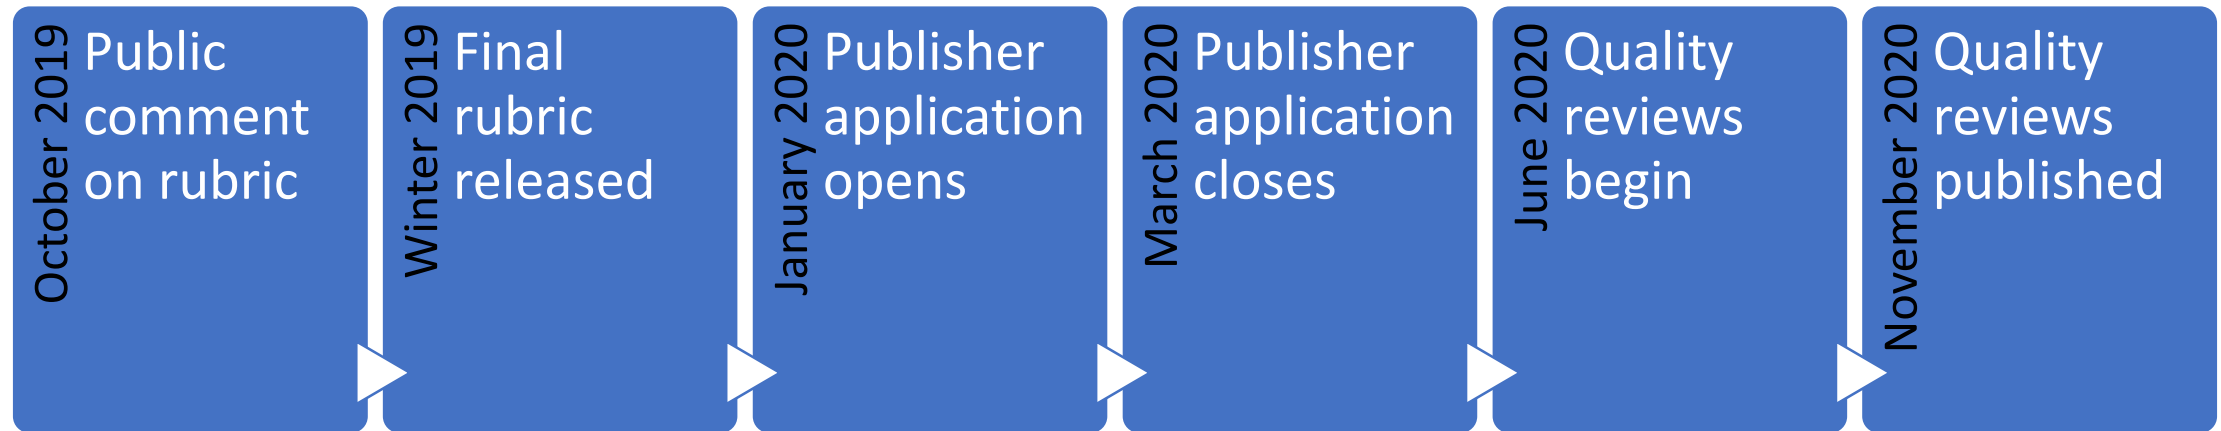 October 2019
Public
comment
on rubric
Winter 2019
Final
rubric
released
January 2020
Publisher
application
opens
March 2020
Publisher
application
closes
June 2020
Quality
reviews
begin
November 2020
Quality
reviews
published